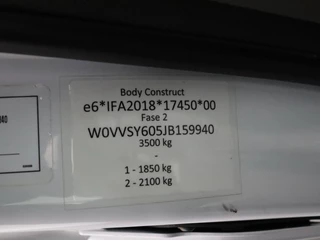 Body Construct
e6*IFA2018*17450*00
Fase 2
W0VVSY605JB159940
3500 kg
-
1 - 1850 kg
2 - 2100 kg